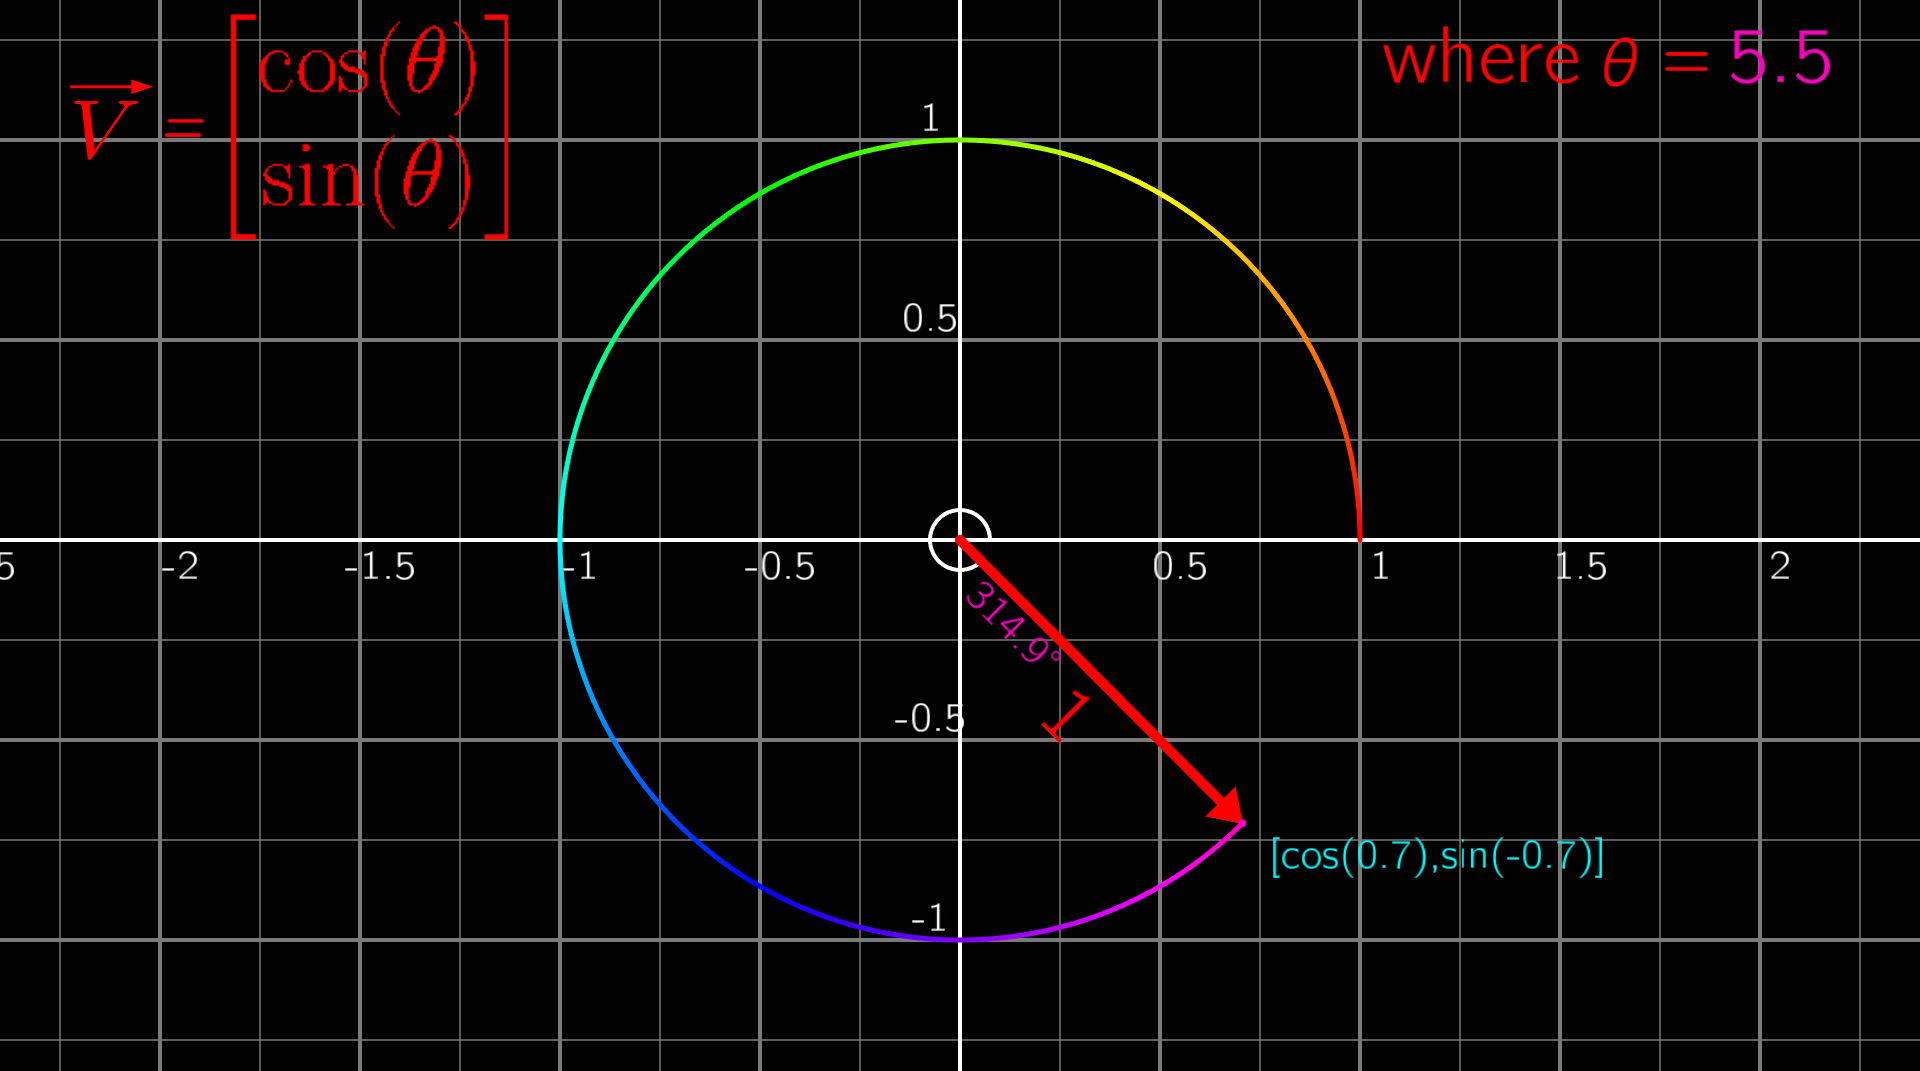 V = [cos(θ)
sin(θ)]
where θ = 5.5
1
0.5
5 -2 -1.5 -1 -0.5 0.5 1 1.5 2
314.9°
1
-0.5
[cos(0.7),sin(-0.7)]
-1